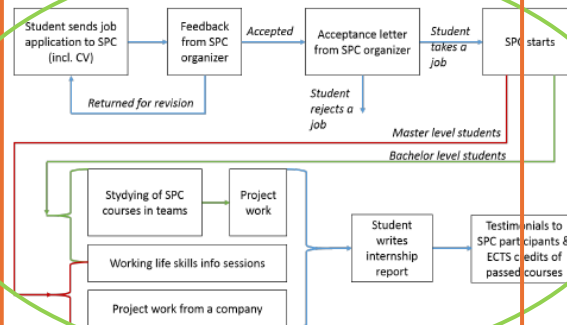 Student sends job
application to SPC
(incl. CV)
Feedback
from SPC
organizer
Accepted
Acceptance letter
from SPC organizer
Student
takes a
job
SPC starts
Returned for revision
Student
rejects a
job
Master level students
Bachelor level students
Stydying of SPC
courses in teams
Project
work
Working life skills info sessions
Project work from a company
Student
writes
internship
report
Testimonials to
SPC participants &
ECTS credits of
passed courses